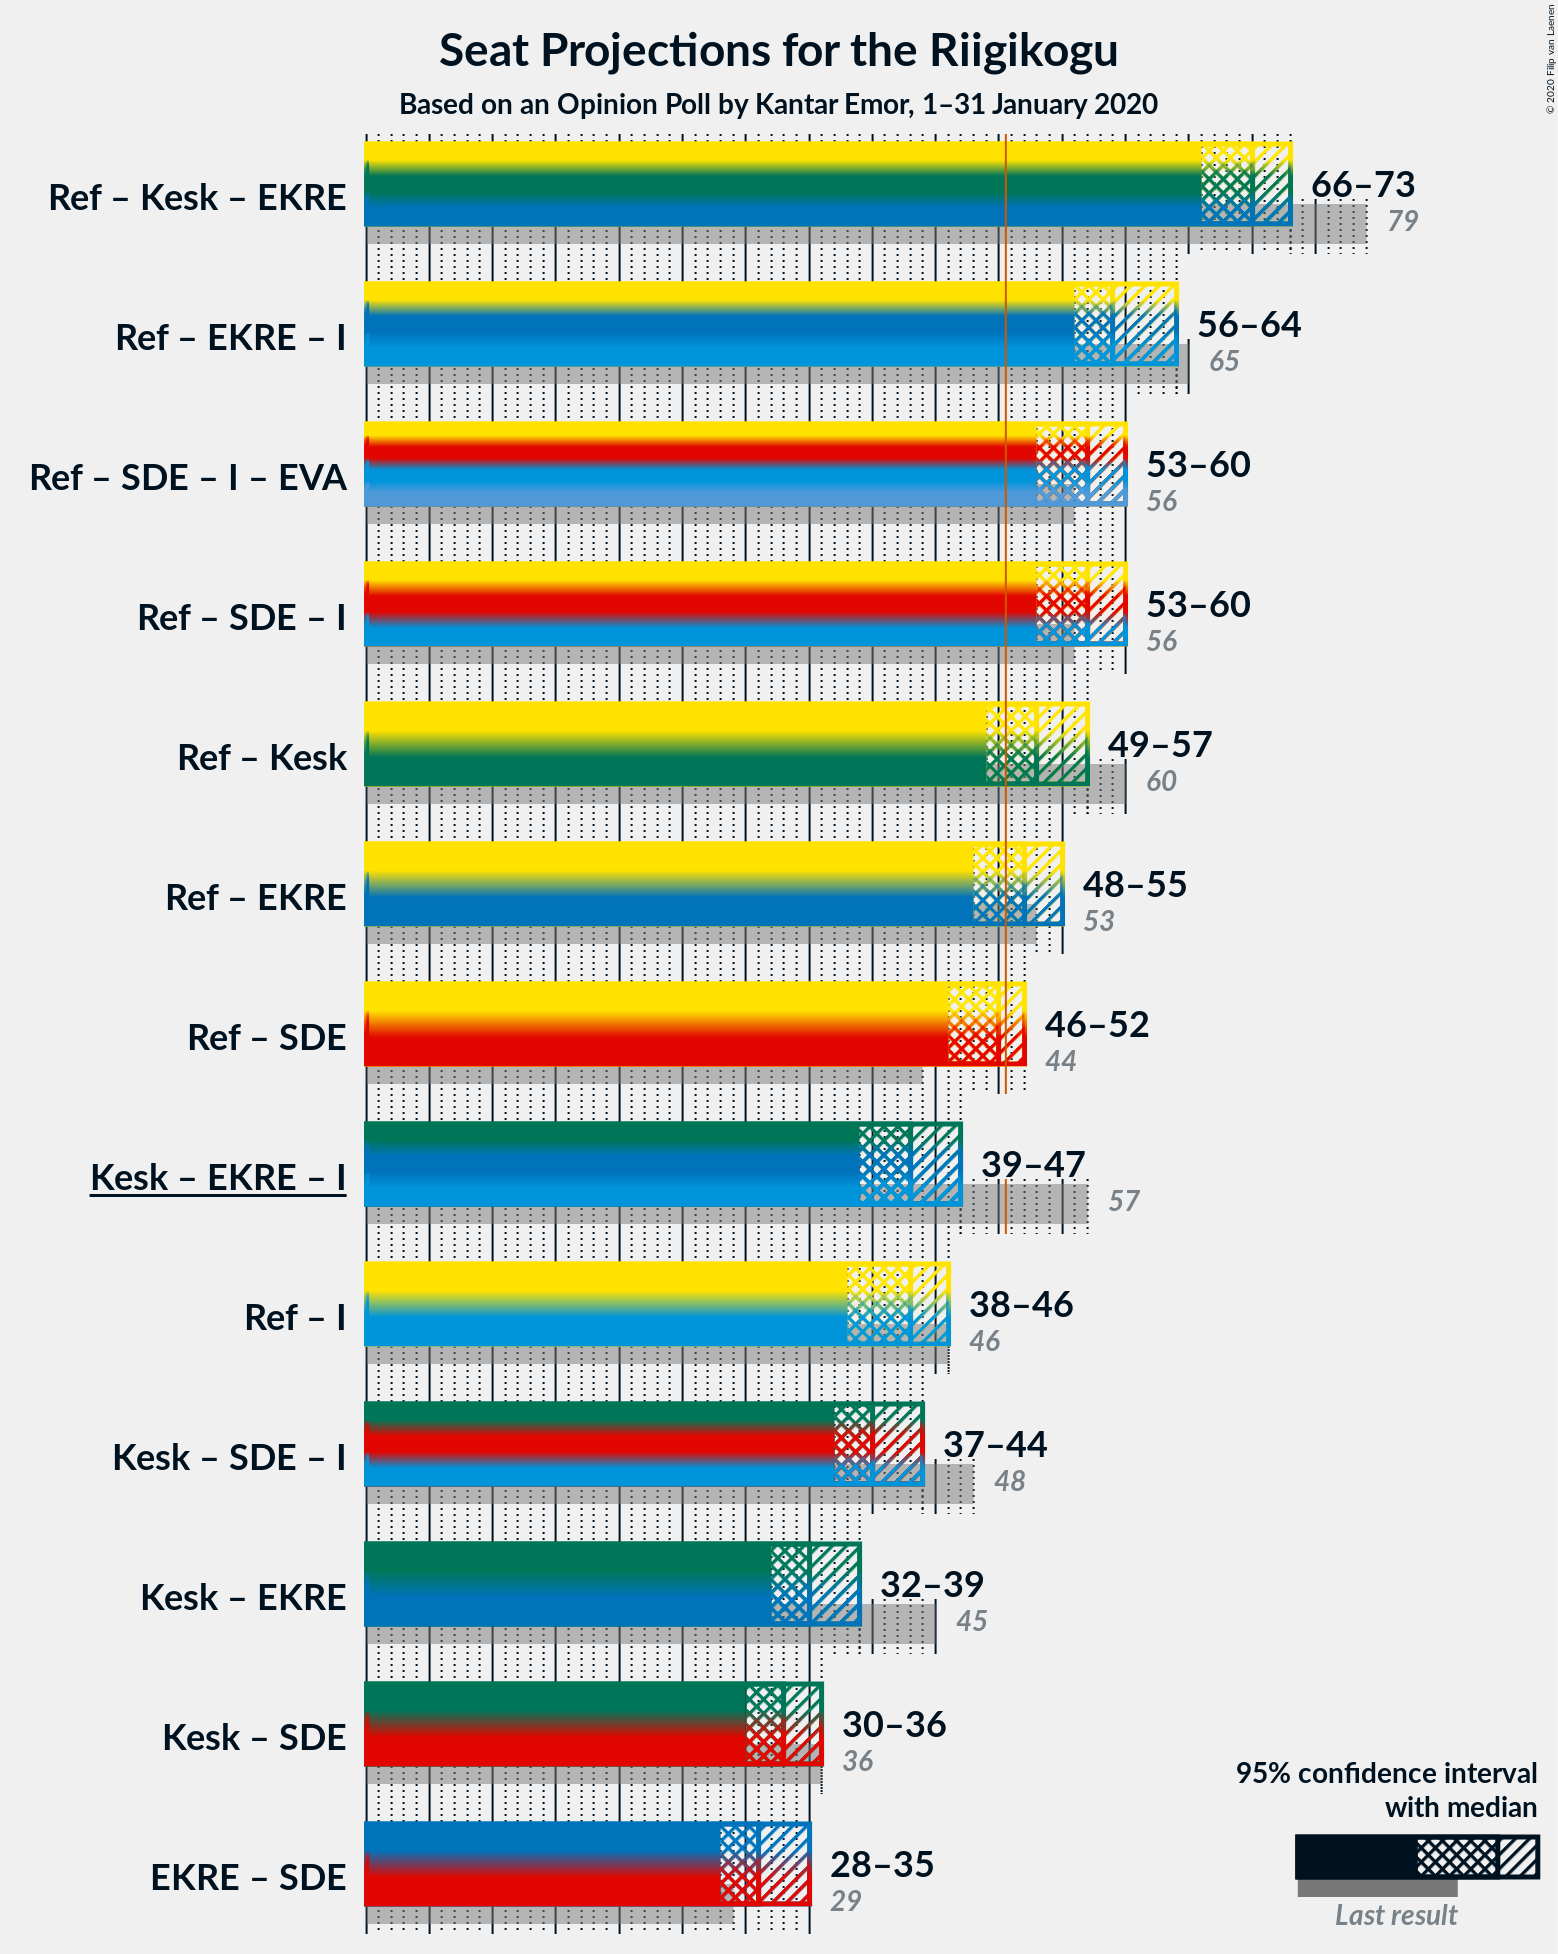 Seat Projections for the Riigikogu
Based on an Opinion Poll by Kantar Emor, 1–31 January 2020
© 2020 Filip van Laenen
Ref – Kesk – EKRE
66–73
79
Ref – EKRE – I
56–64
65
Ref – SDE – I – EVA
53–60
56
Ref – SDE – I
53–60
56
Ref – Kesk
49–57
60
Ref – EKRE
48–55
53
Ref – SDE
46–52
44
Kesk – EKRE – I
39–47
57
Ref – I
38–46
46
Kesk – SDE – I
37–44
48
Kesk – EKRE
32–39
45
Kesk – SDE
30–36
36
EKRE – SDE
28–35
29
95% confidence interval
with median
Last result